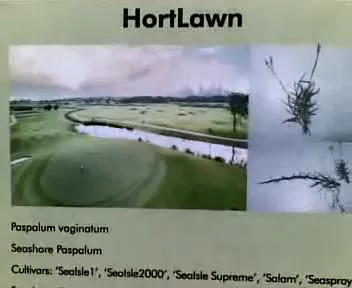 HortLawn
Paspalum vaginatum
Seashore Paspalum
Cultivars: 'SeaIsle1', 'SeaIsle2000', 'SeaIsle Supreme', 'Salam', 'Seaspray